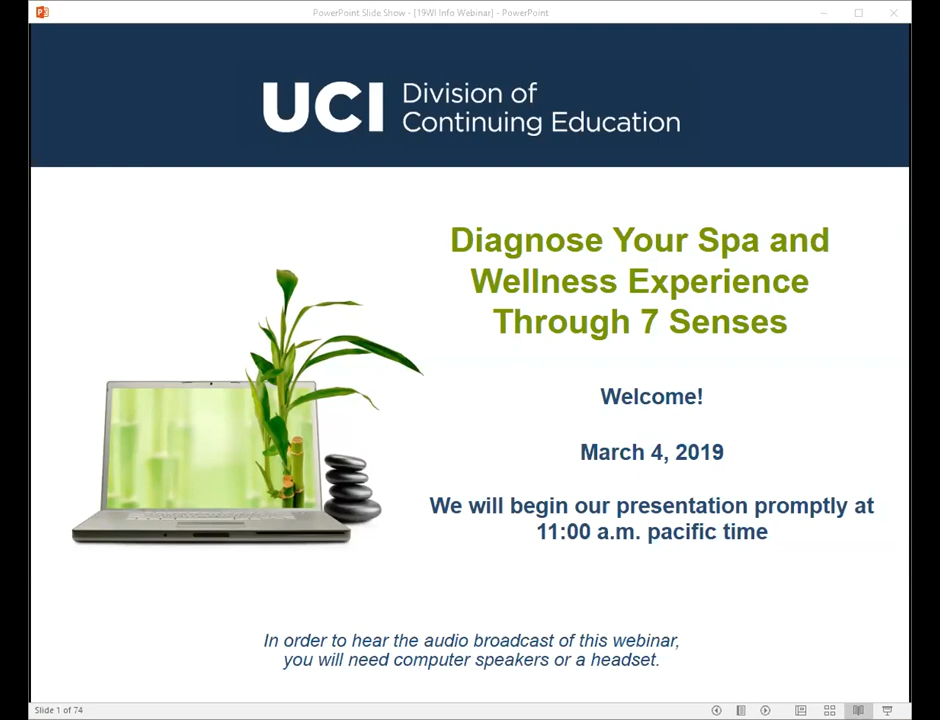 PowerPoint Slide Show - [19WI Info Webinar] - PowerPoint
UCI Division of
Continuing Education
Diagnose Your Spa and
Wellness Experience
Through 7 Senses
Welcome!
March 4, 2019
We will begin our presentation promptly at
11:00 a.m. pacific time
In order to hear the audio broadcast of this webinar,
you will need computer speakers or a headset.
Slide 1 of 74